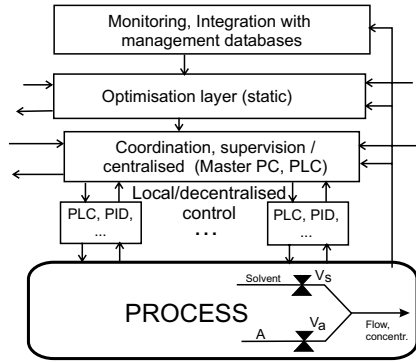 Monitoring, Integration with
management databases
Optimisation layer (static)
Coordination, supervision /
centralised (Master PC, PLC)
Local/decentralised
control
PLC, PID,
...
...
PLC, PID,
...
PROCESS
Solvent
Vs
A
Va
Flow,
concentr.